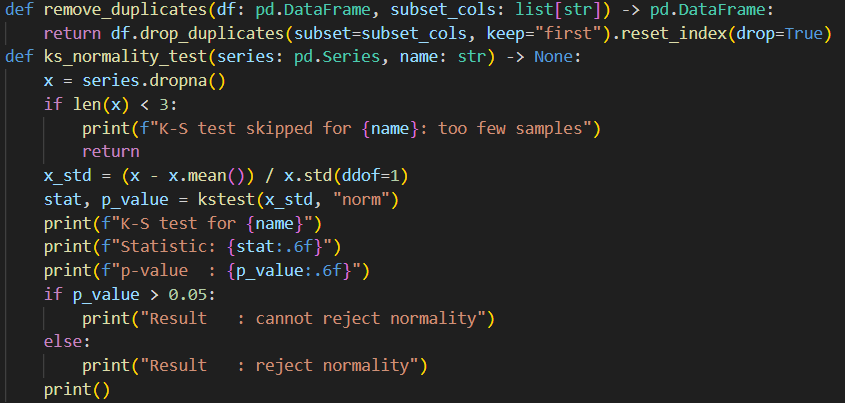 def remove_duplicates(df: pd.DataFrame, subset_cols: list[str]) -> pd.DataFrame:
    return df.drop_duplicates(subset=subset_cols, keep="first").reset_index(drop=True)
def ks_normality_test(series: pd.Series, name: str) -> None:
    x = series.dropna()
    if len(x) < 3:
        print(f"K-S test skipped for {name}: too few samples")
        return
    x_std = (x - x.mean()) / x.std(ddof=1)
    stat, p_value = kstest(x_std, "norm")
    print(f"K-S test for {name}")
    print(f"Statistic: {stat:.6f}")
    print(f"p-value  : {p_value:.6f}")
    if p_value > 0.05:
        print("Result   : cannot reject normality")
    else:
        print("Result   : reject normality")
    print()